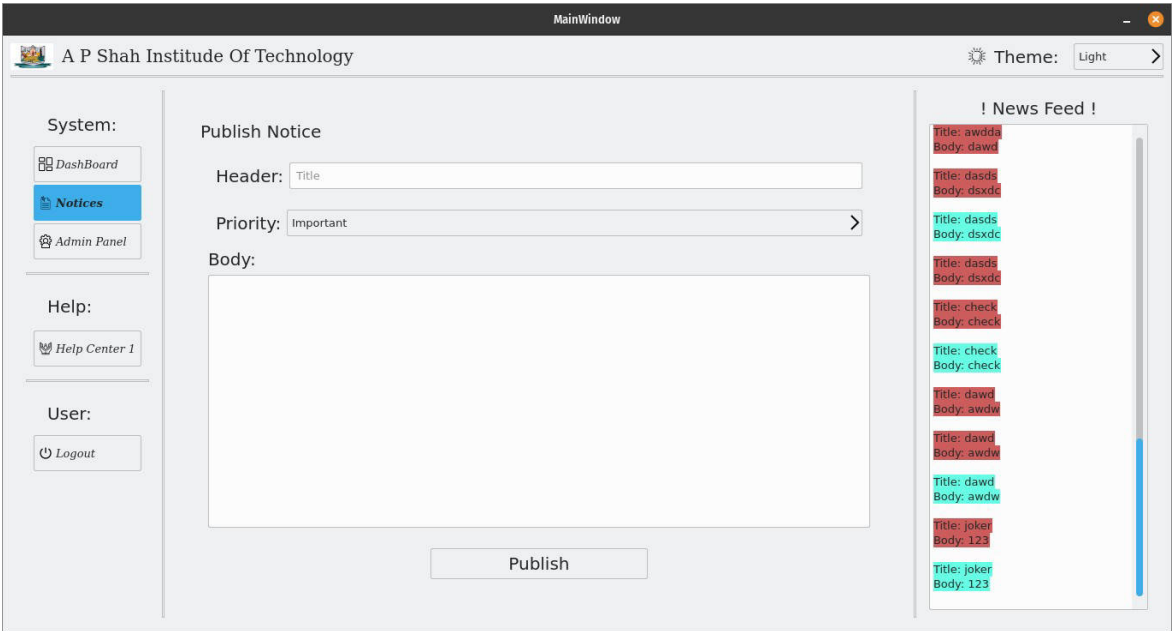 MainWindow
A P Shah Institude Of Technology
Theme: Light
System:
DashBoard
Notices
Admin Panel
Help:
Help Center 1
User:
Logout
Publish Notice
Header: Title
Priority: Important
Body:
Publish
! News Feed !
Title: awdda
Body: dawd
Title: dasds
Body: dsxdc
Title: dasds
Body: dsxdc
Title: dasds
Body: dsxdc
Title: check
Body: check
Title: check
Body: check
Title: dawd
Body: awdw
Title: dawd
Body: awdw
Title: dawd
Body: awdw
Title: joker
Body: 123
Title: joker
Body: 123